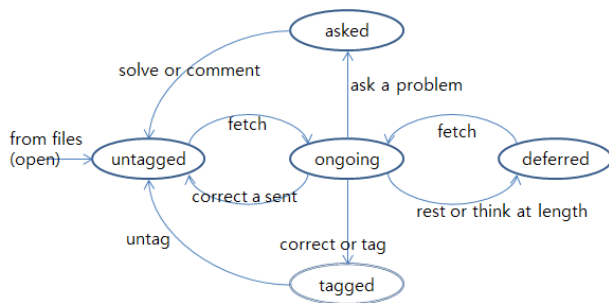 asked
solve or comment
ask a problem
from files
(open)
fetch
fetch
untagged
ongoing
deferred
correct a sent
rest or think at length
untag
correct or tag
tagged